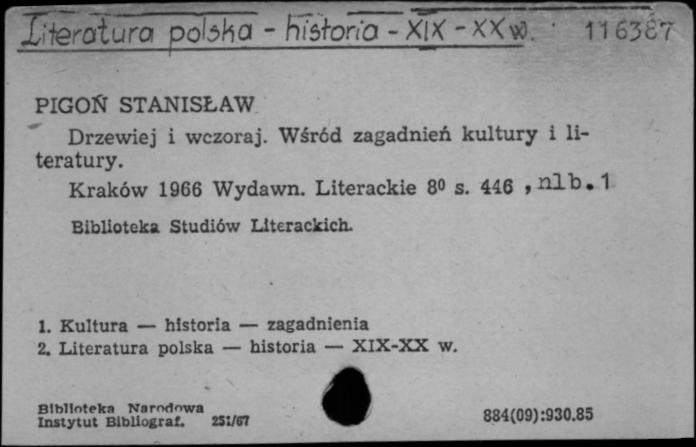 Literatura polska - historia - XIX - XX w. 116387
PIGOŃ STANISŁAW
Drzewiej i wczoraj. Wśród zagadnień kultury i li-
teratury.
Kraków 1966 Wydawn. Literackie 8⁰ s. 446 , nlb. 1
Biblioteka Studiów Literackich.
1. Kultura — historia — zagadnienia
2. Literatura polska — historia — XIX-XX w.
Biblioteka Narodowa
Instytut Bibliograf. 251/67 884(09):930.85